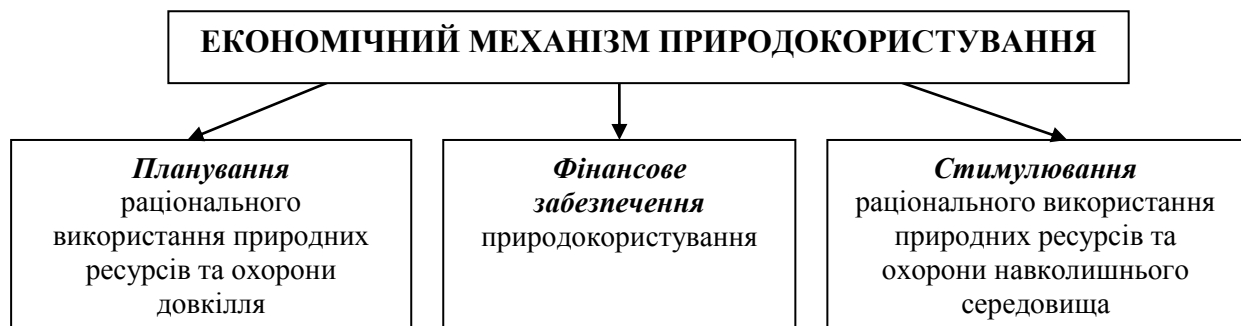 ЕКОНОМІЧНИЙ МЕХАНІЗМ ПРИРОДОКОРИСТУВАННЯ
Планування
раціонального
використання природних
ресурсів та охорони
довкілля
Фінансове
забезпечення
природокористування
Стимулювання
раціонального використання
природних ресурсів та
охорони навколишнього
середовища